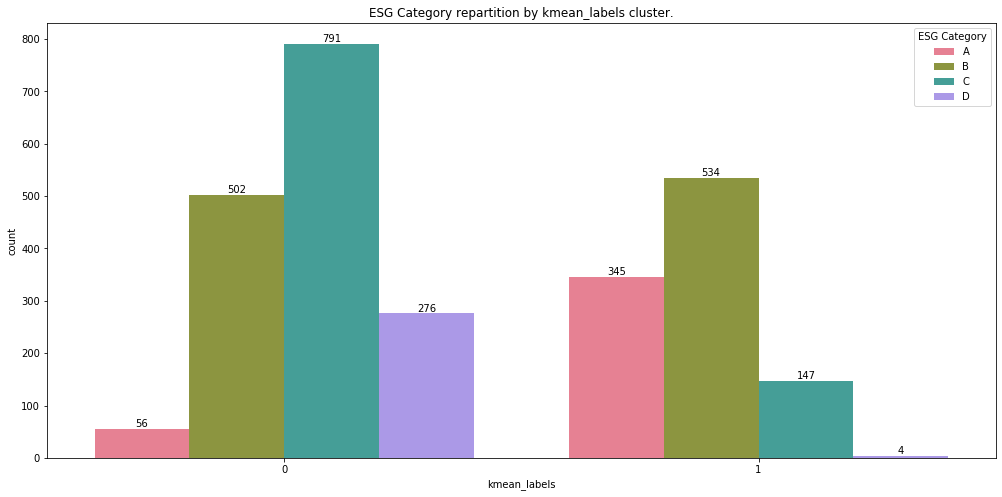 ESG Category repartition by kmean_labels cluster.
ESG Category
A
B
C
D
count
800
700
600
500
400
300
200
100
0
56
502
791
276
345
534
147
4
0
1
kmean_labels